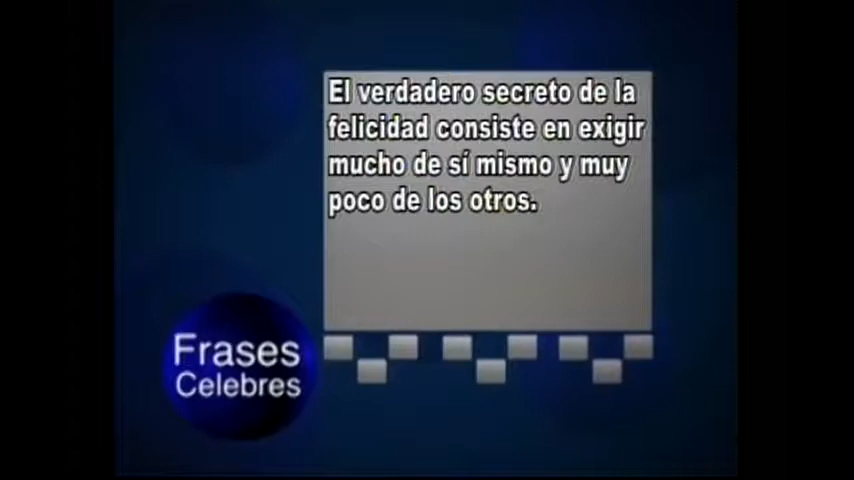 El verdadero secreto de la
felicidad consiste en exigir
mucho de sí mismo y muy
poco de los otros.
Frases
Celebres